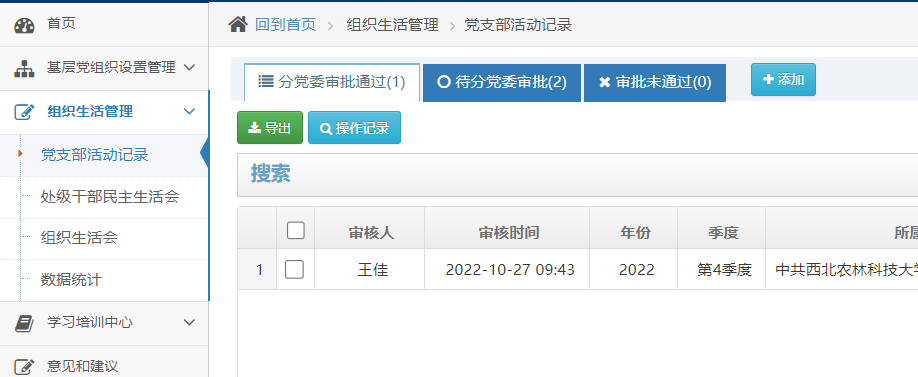 首页
基层党组织设置管理
组织生活管理
党支部活动记录
处级干部民主生活会
组织生活会
数据统计
学习培训中心
意见和建议
回到首页 > 组织生活管理 > 党支部活动记录
分党委审批通过(1) 待分党委审批(2) 审批未通过(0) 添加
导出 操作记录
搜索
审核人 审核时间 年份 季度 所属
1 王佳 2022-10-27 09:43 2022 第4季度 中共西北农林科技大学